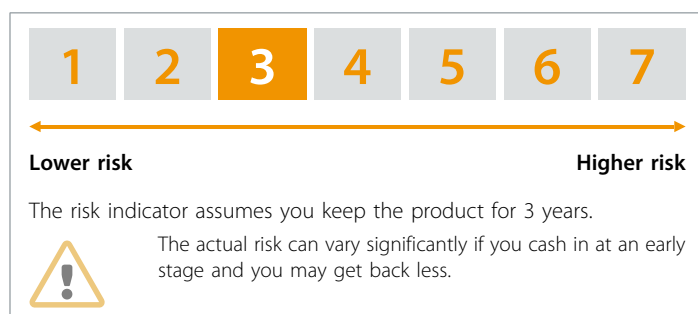 1 2 3 4 5 6 7
Lower risk Higher risk
The risk indicator assumes you keep the product for 3 years.
The actual risk can vary significantly if you cash in at an early
stage and you may get back less.